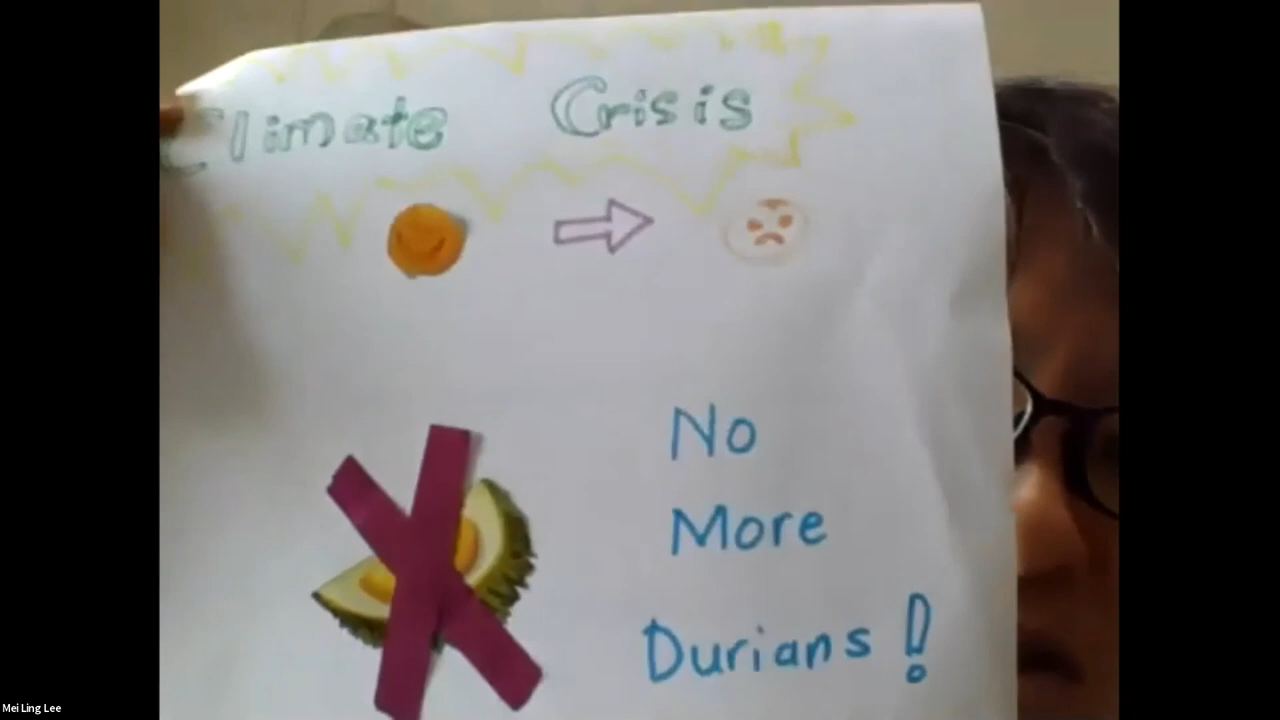 Climate Crisis
No
More
Durians!
Mei Ling Lee